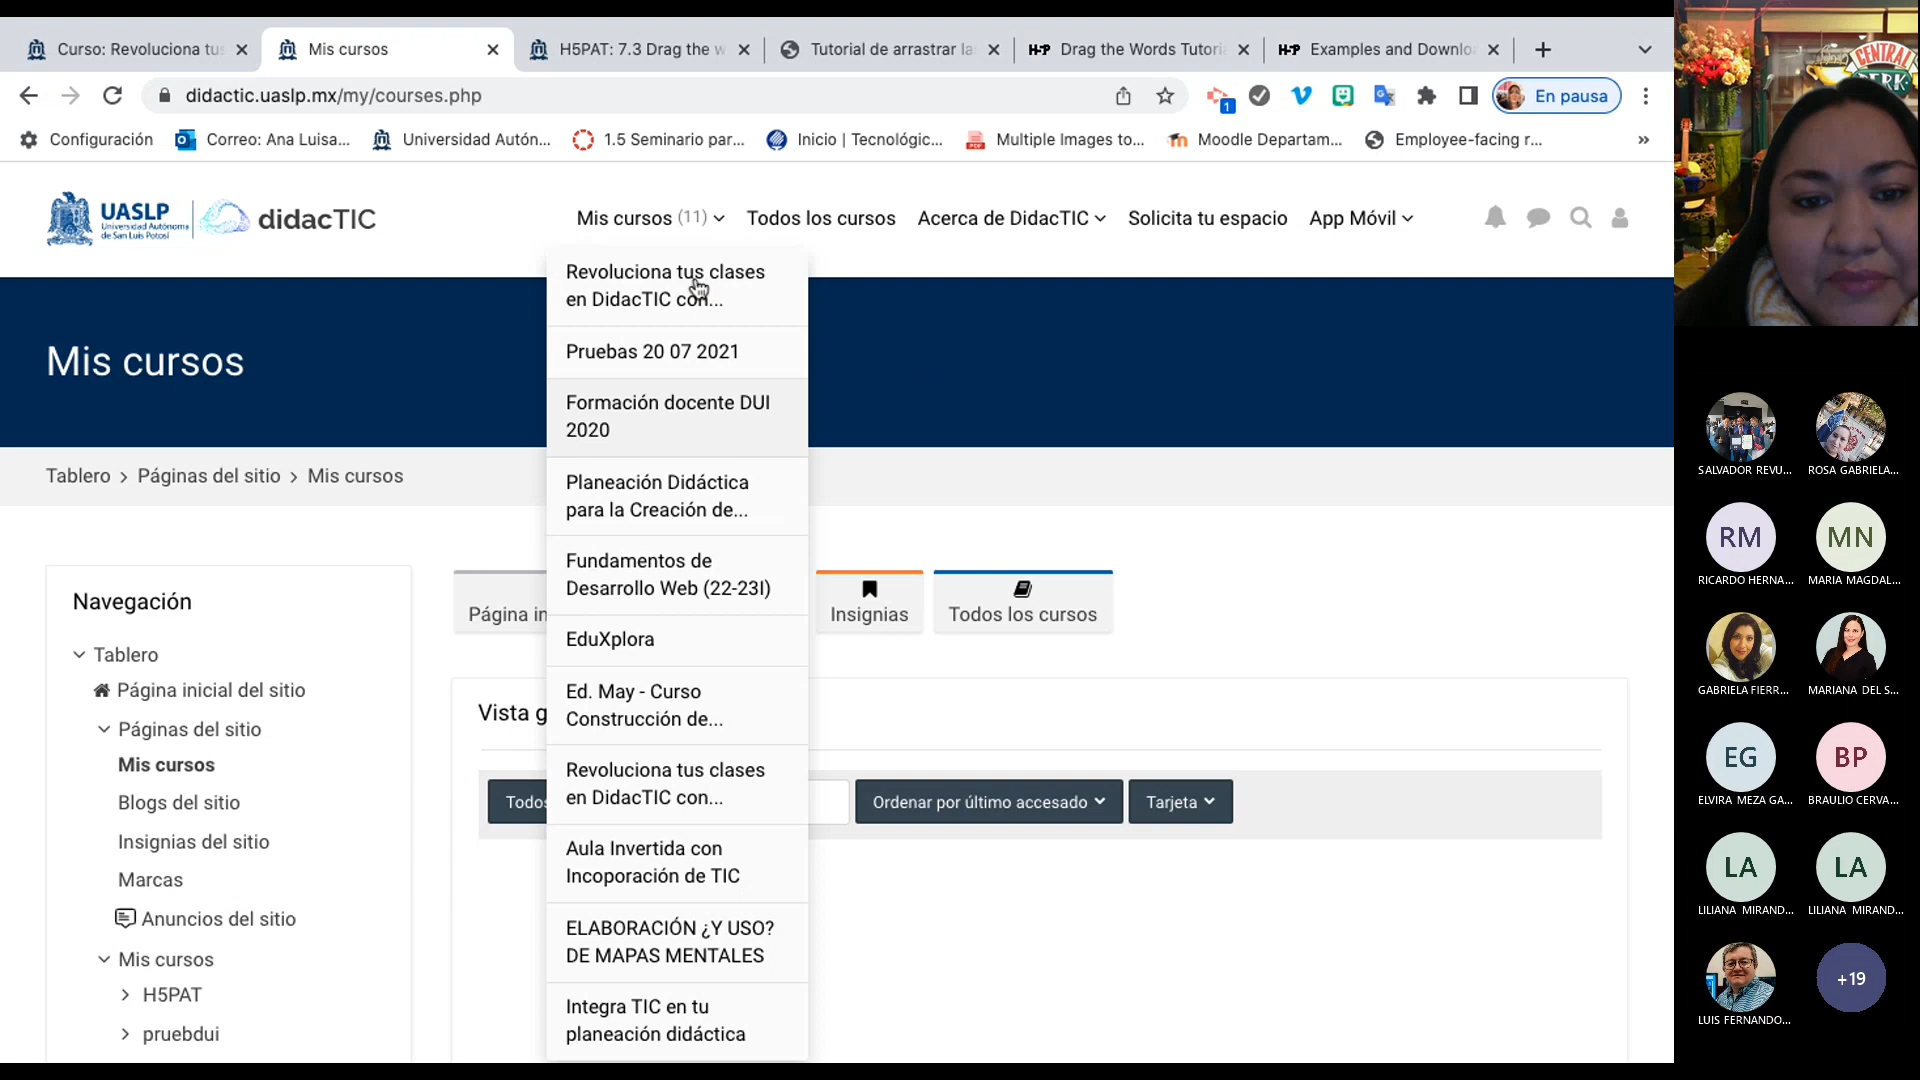 Curso: Revoluciona tus
Mis cursos
H5PAT: 7.3 Drag the w
Tutorial de arrastrar la
H-P Drag the Words Tutori
H-P Examples and Downlo
didactic.uaslp.mx/my/courses.php
1
En pausa
Configuración
Correo: Ana Luisa...
Universidad Autón...
1.5 Seminario par...
Inicio | Tecnológic...
Multiple Images to...
Moodle Departam...
Employee-facing r...
»
UASLP
Universidad Autónoma
de San Luis Potosí
didacTIC
Mis cursos (11)
Todos los cursos
Acerca de DidacTIC
Solicita tu espacio
App Móvil
Revoluciona tus clases
en DidacTIC con...
Pruebas 20 07 2021
Formación docente DUI
2020
Planeación Didáctica
para la Creación de...
Fundamentos de
Desarrollo Web (22-23I)
EduXplora
Ed. May - Curso
Construcción de...
Revoluciona tus clases
en DidacTIC con...
Aula Invertida con
Incoporación de TIC
ELABORACIÓN ¿Y USO?
DE MAPAS MENTALES
Integra TIC en tu
planeación didáctica
Mis cursos
Tablero > Páginas del sitio > Mis cursos
Navegación
Tablero
Página inicial del sitio
Páginas del sitio
Mis cursos
Blogs del sitio
Insignias del sitio
Marcas
Anuncios del sitio
Mis cursos
H5PAT
pruebdui
Página in
Insignias
Todos los cursos
Vista g
Todos
Ordenar por último accesado
Tarjeta
CENTRAL
PERK
SALVADOR REVU...
ROSA GABRIELA...
RM
RICARDO HERNA...
MN
MARIA MAGDAL...
GABRIELA FIERR...
MARIANA DEL S...
EG
ELVIRA MEZA GA...
BP
BRAULIO CERVA...
LA
LILIANA MIRAND...
LA
LILIANA MIRAND...
LUIS FERNANDO...
+19